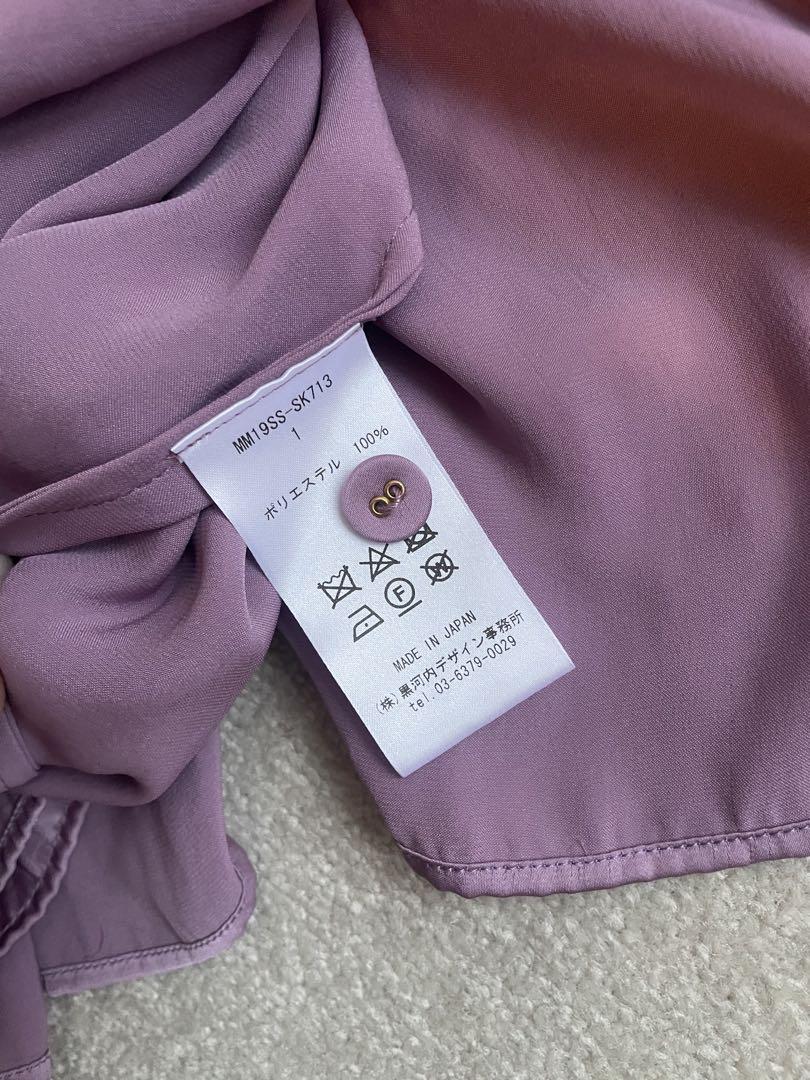 MM19SS-SK713
1
ポリエステル 100%
F
W
MADE IN JAPAN
(株)黒河内デザイン事務所
tel.03-6379-0029